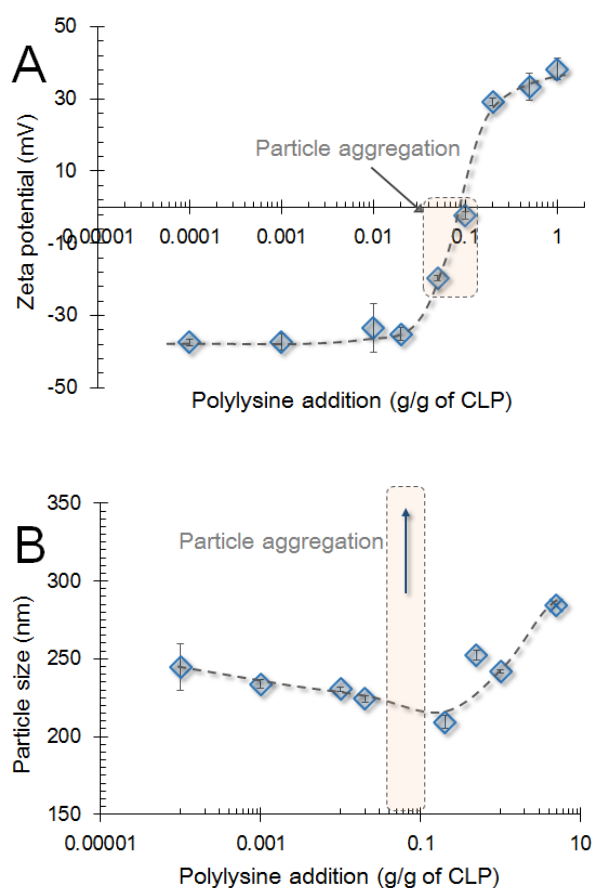 A
Zeta potential (mV)
50
30
10
-10
-30
-50
Particle aggregation
0.00001 0.0001 0.001 0.01 0.1 1
Polylysine addition (g/g of CLP)
B
Particle size (nm)
350
300
250
200
150
Particle aggregation
0.00001 0.001 0.1 10
Polylysine addition (g/g of CLP)